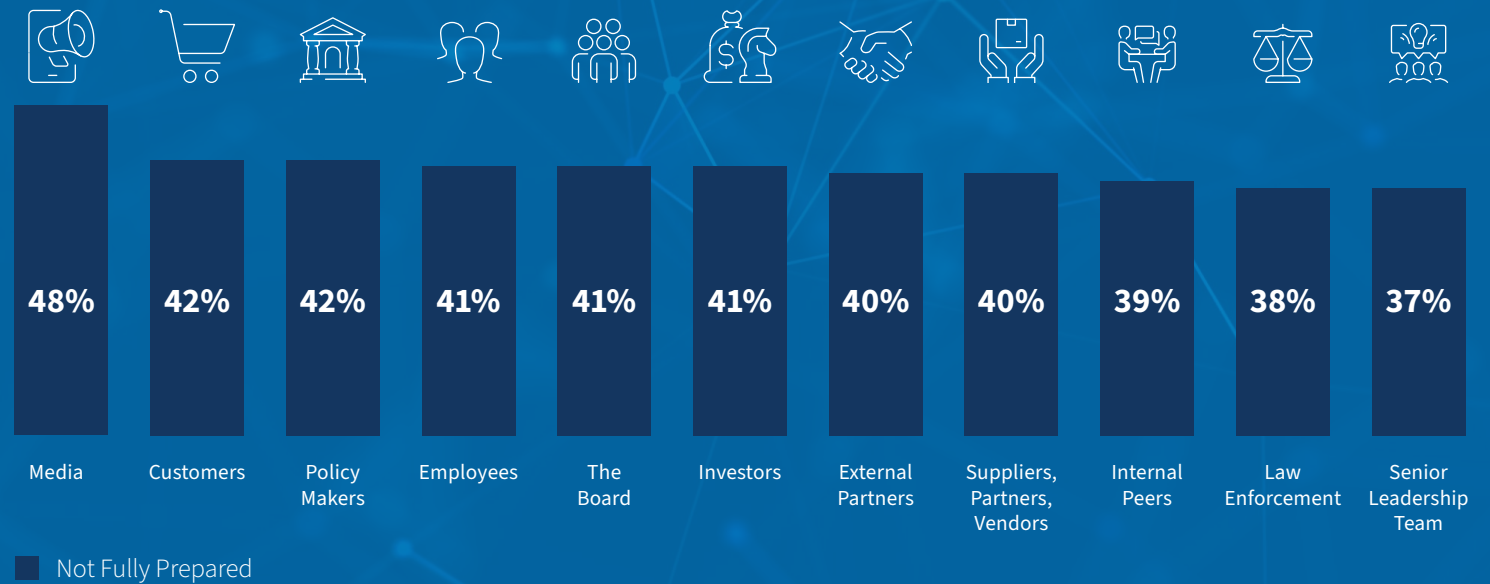 $
48%
42%
42%
41%
41%
41%
40%
40%
39%
38%
37%
Media
Customers
Policy
Makers
Employees
The
Board
Investors
External
Partners
Suppliers,
Partners,
Vendors
Internal
Peers
Law
Enforcement
Senior
Leadership
Team
Not Fully Prepared